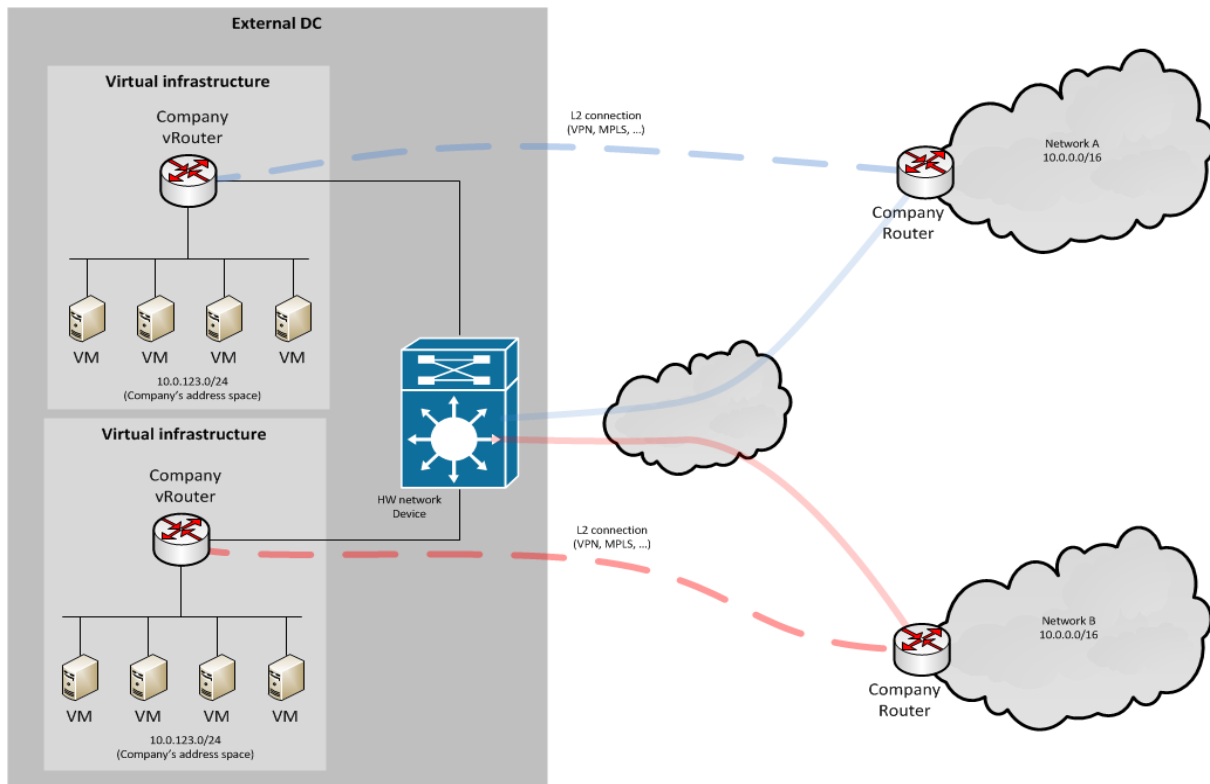 External DC
Virtual infrastructure
Company
vRouter
VM VM VM VM
10.0.123.0/24
(Company's address space)
Virtual infrastructure
Company
vRouter
VM VM VM VM
10.0.123.0/24
(Company's address space)
HW network
Device
L2 connection
(VPN, MPLS, ...)
Network A
10.0.0.0/16
Company
Router
L2 connection
(VPN, MPLS, ...)
Network B
10.0.0.0/16
Company
Router